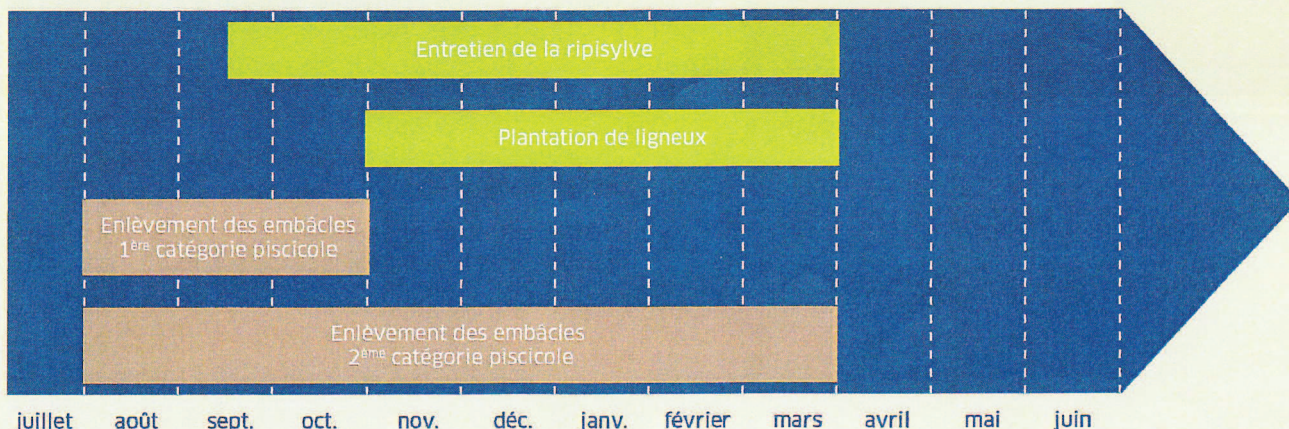 Entretien de la ripisylve
Plantation de ligneux
Enlèvement des embâcles
1ère catégorie piscicole
Enlèvement des embâcles
2ème catégorie piscicole
juillet août sept. oct. nov. déc. janv. février mars avril mai juin